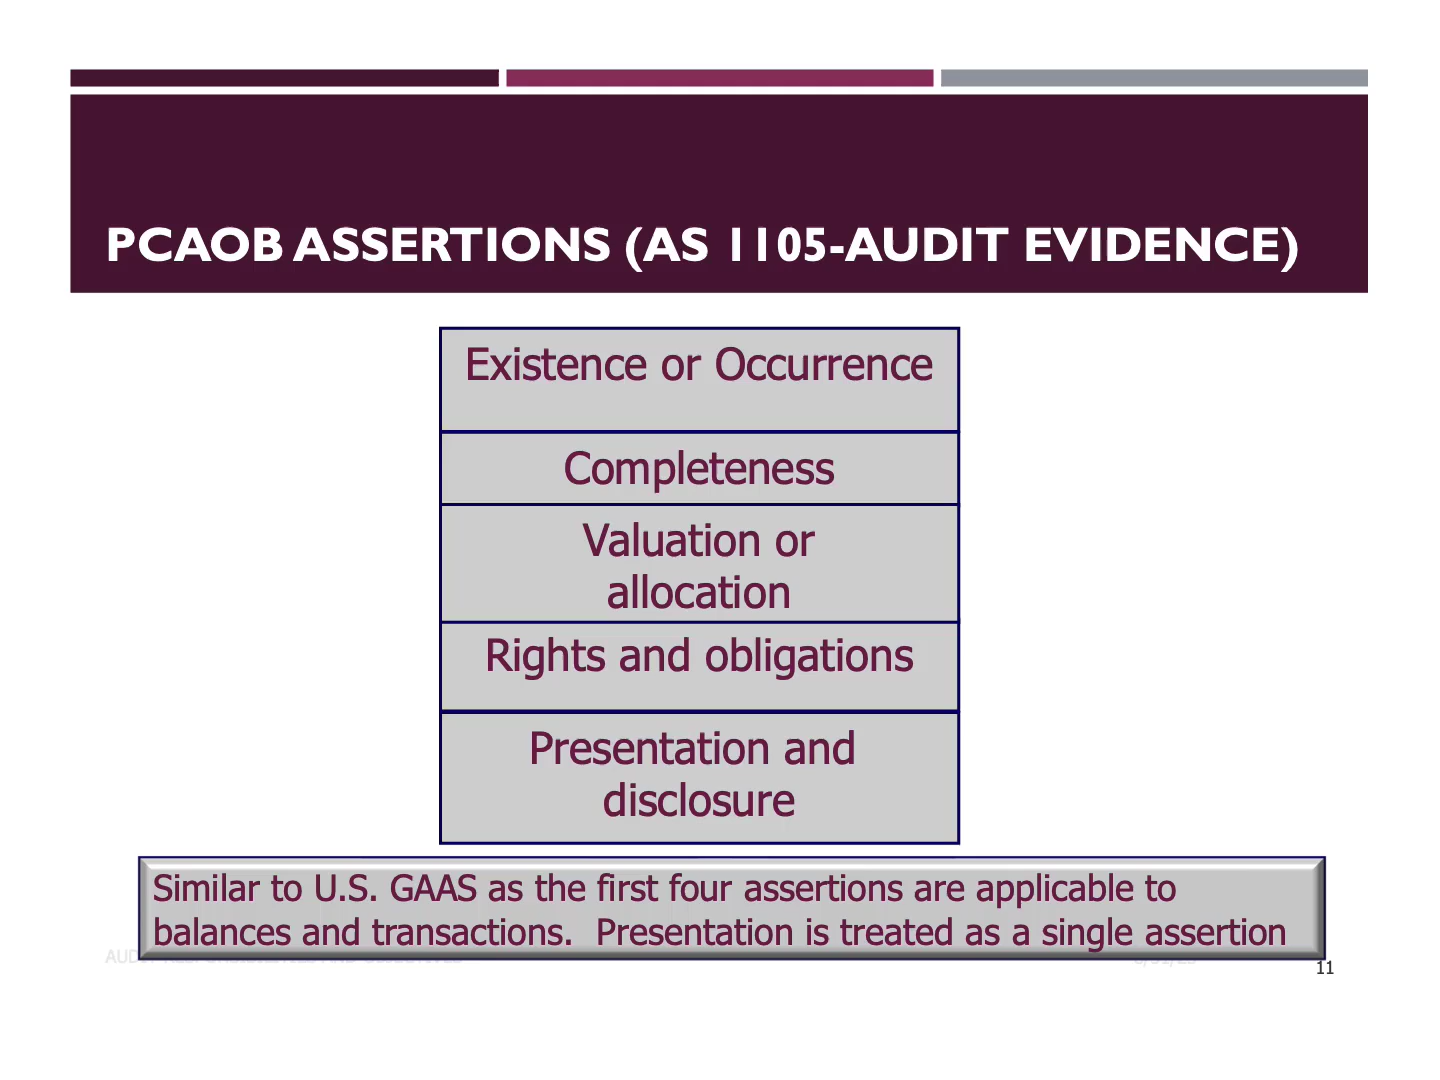 PCAOB ASSERTIONS (AS 1105-AUDIT EVIDENCE)
Existence or Occurrence
Completeness
Valuation or
allocation
Rights and obligations
Presentation and
disclosure
Similar to U.S. GAAS as the first four assertions are applicable to
balances and transactions. Presentation is treated as a single assertion
11